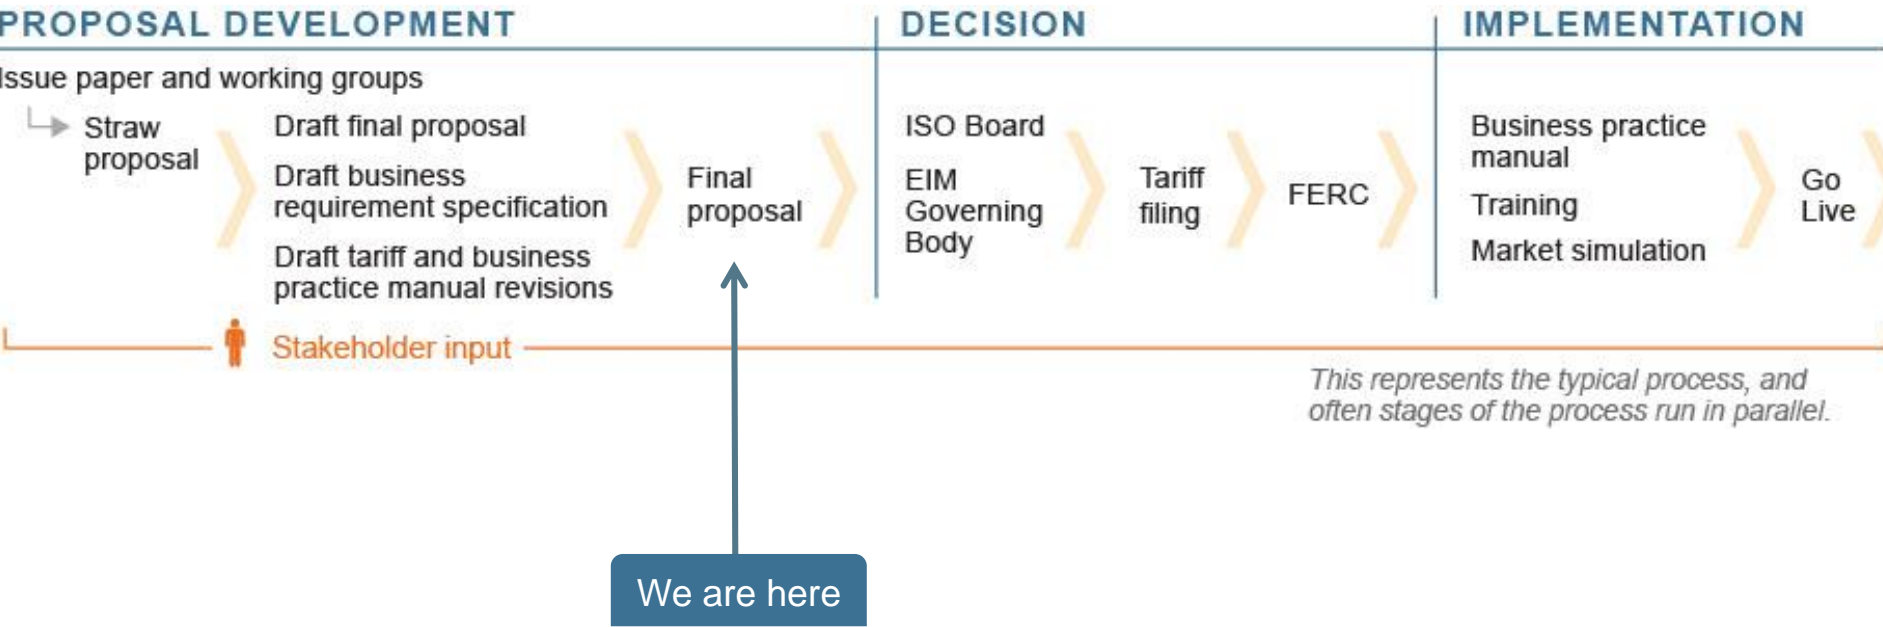 PROPOSAL DEVELOPMENT
DECISION
IMPLEMENTATION
Issue paper and working groups
Straw
proposal
Draft final proposal
Draft business
requirement specification
Draft tariff and business
practice manual revisions
Final
proposal
ISO Board
EIM
Governing
Body
Tariff
filing
FERC
Business practice
manual
Training
Market simulation
Go
Live
Stakeholder input
This represents the typical process, and
often stages of the process run in parallel.
We are here